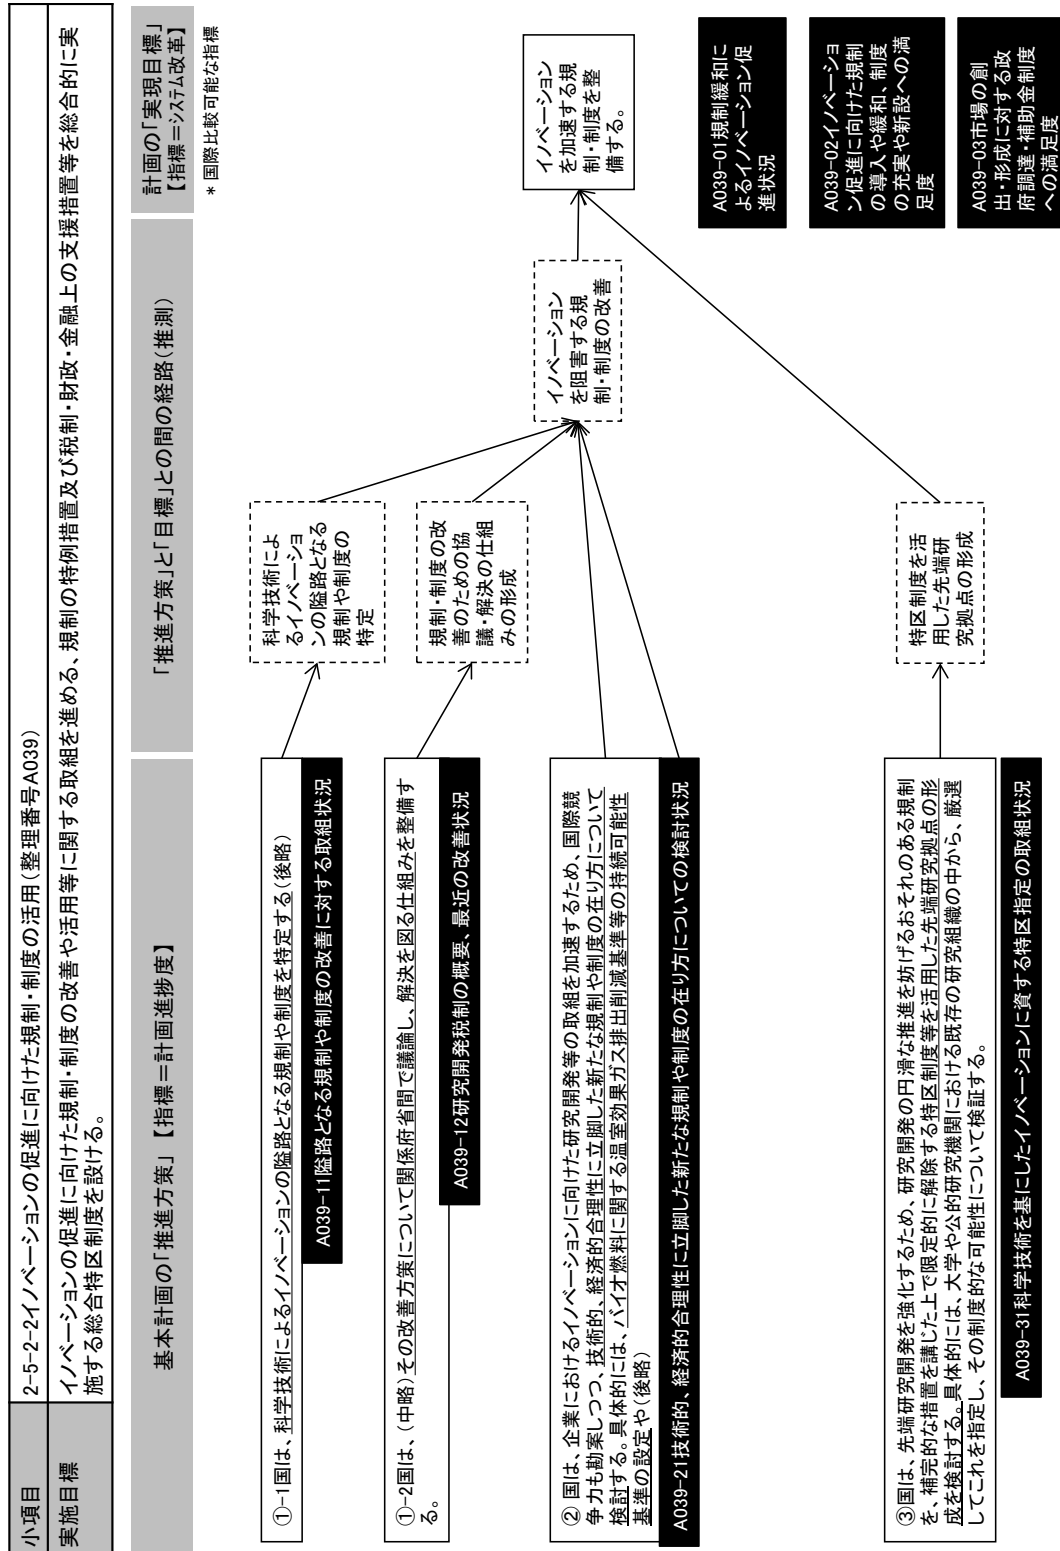 小項目
2-5-2-2イノベーションの促進に向けた規制・制度の活用(整理番号A039)
実施目標
イノベーションの促進に向けた規制・制度の改善や活用等に関する取組を進める、規制の特例措置及び税制・財政・金融上の支援措置等を総合的に実
施する総合特区制度を設ける。
基本計画の「推進方策」【指標=計画進捗度】
「推進方策」と「目標」との間の経路(推測)
計画の「実現目標」
【指標=システム改革】
*国際比較可能な指標
①-1国は、科学技術によるイノベーションの隘路となる規制や制度を特定する(後略)
A039-11隘路となる規制や制度の改善に対する取組状況
①-2国は、(中略)その改善方策について関係府省間で議論し、解決を図る仕組みを整備す
る。
A039-12研究開発税制の概要、最近の改善状況
② 国は、企業におけるイノベーションに向けた研究開発等の取組を加速するため、国際競
争力も勘案しつつ、技術的、経済的合理性に立脚した新たな規制や制度の在り方について
検討する。具体的には、バイオ燃料に関する温室効果ガス排出削減基準等の持続可能性
基準の設定や(後略)
A039-21技術的、経済的合理性に立脚した新たな規制や制度の在り方についての検討状況
③国は、先端研究開発を強化するため、研究開発の円滑な推進を妨げるおそれのある規制
を、補完的な措置を講じた上で限定的に解除する特区制度等を活用した先端研究拠点の形
成を検討する。具体的には、大学や公的研究機関における既存の研究組織の中から、厳選
してこれを指定し、その制度的な可能性について検証する。
A039-31科学技術を基にしたイノベーションに資する特区指定の取組状況
科学技術によ
るイノベーショ
ンの隘路となる
規制や制度の
特定
規制・制度の改
善のための協
議・解決の仕組
みの形成
特区制度を活
用した先端研
究拠点の形成
イノベーション
を阻害する規
制・制度の改善
イノベーション
を加速する規
制・制度を整
備する。
A039-01規制緩和に
よるイノベーション促
進状況
A039-02イノベーショ
ン促進に向けた規制
の導入や緩和、制度
の充実や新設への満
足度
A039-03市場の創
出・形成に対する政
府調達・補助金制度
への満足度